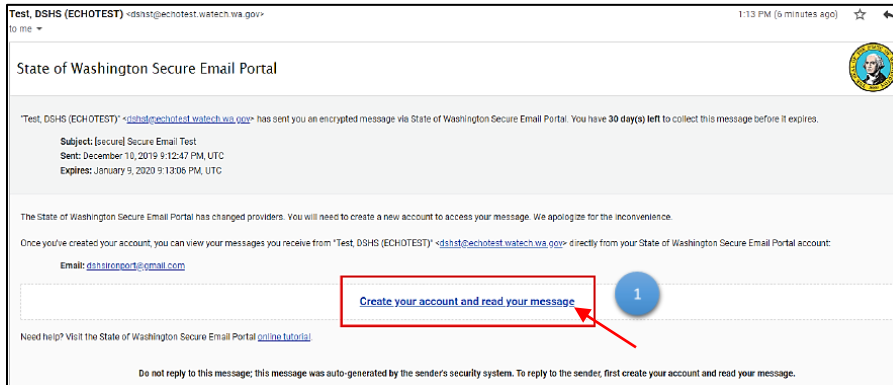 Test, DSHS (ECHOTEST) <dshst@echotest.watech.wa.gov>
1:13 PM (6 minutes ago)
to me
State of Washington Secure Email Portal
"Test, DSHS (ECHOTEST)" <dshst@echotest.watech.wa.gov> has sent you an encrypted message via State of Washington Secure Email Portal. You have 30 day(s) left to collect this message before it expires.
Subject: [secure] Secure Email Test
Sent: December 10, 2019 9:12:47 PM, UTC
Expires: January 9, 2020 9:13:06 PM, UTC
The State of Washington Secure Email Portal has changed providers. You will need to create a new account to access your message. We apologize for the inconvenience.
Once you've created your account, you can view your messages you receive from "Test, DSHS (ECHOTEST)" <dshst@echotest.watech.wa.gov> directly from your State of Washington Secure Email Portal account:
Email: dshsironport@gmail.com
Create your account and read your message
1
Need help? Visit the State of Washington Secure Email Portal online tutorial.
Do not reply to this message; this message was auto-generated by the sender's security system. To reply to the sender, first create your account and read your message.